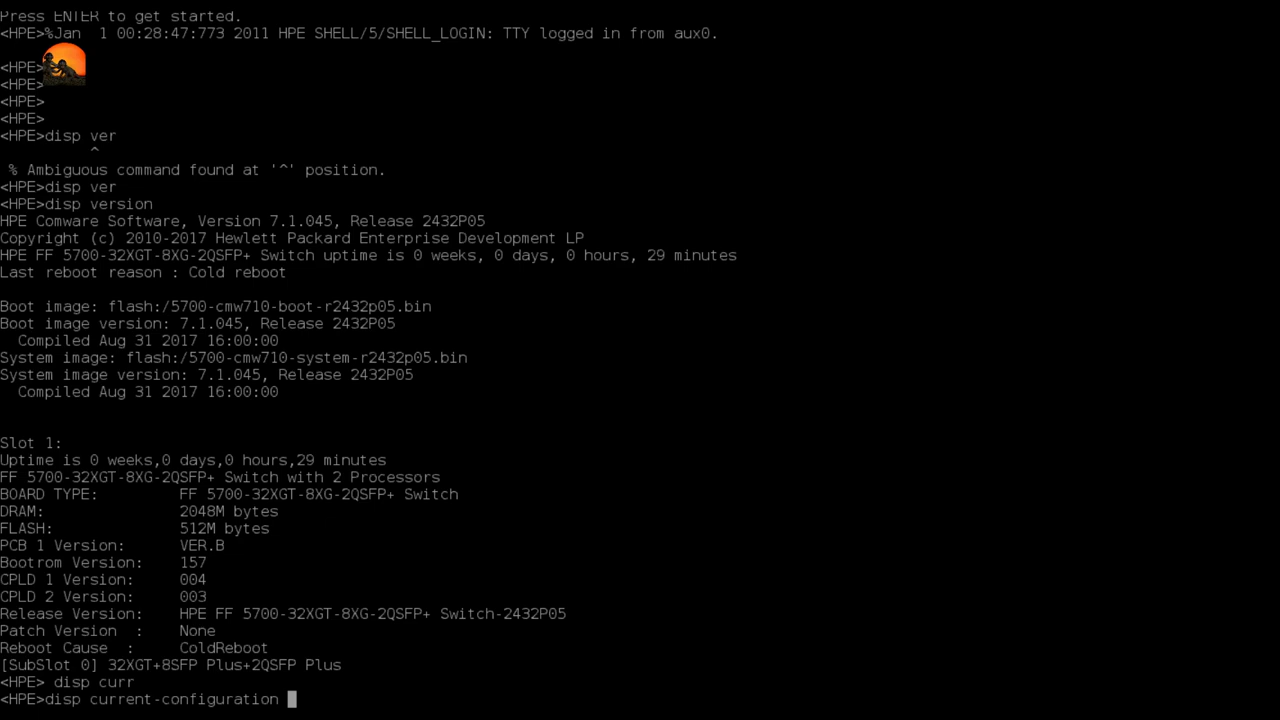 Press ENTER to get started.
<HPE>%Jan  1 00:28:47:773 2011 HPE SHELL/5/SHELL_LOGIN: TTY logged in from aux0.
<HPE>
<HPE>
<HPE>
<HPE>
<HPE>disp ver
          ^
 % Ambiguous command found at '^' position.
<HPE>disp ver
<HPE>disp version
HPE Comware Software, Version 7.1.045, Release 2432P05
Copyright (c) 2010-2017 Hewlett Packard Enterprise Development LP
HPE FF 5700-32XGT-8XG-2QSFP+ Switch uptime is 0 weeks, 0 days, 0 hours, 29 minutes
Last reboot reason : Cold reboot
Boot image: flash:/5700-cmw710-boot-r2432p05.bin
Boot image version: 7.1.045, Release 2432P05
  Compiled Aug 31 2017 16:00:00
System image: flash:/5700-cmw710-system-r2432p05.bin
System image version: 7.1.045, Release 2432P05
  Compiled Aug 31 2017 16:00:00
Slot 1:
Uptime is 0 weeks,0 days,0 hours,29 minutes
FF 5700-32XGT-8XG-2QSFP+ Switch with 2 Processors
BOARD TYPE:         FF 5700-32XGT-8XG-2QSFP+ Switch
DRAM:               2048M bytes
FLASH:              512M bytes
PCB 1 Version:      VER.B
Bootrom Version:    157
CPLD 1 Version:     004
CPLD 2 Version:     003
Release Version:    HPE FF 5700-32XGT-8XG-2QSFP+ Switch-2432P05
Patch Version  :    None
Reboot Cause  :     ColdReboot
[SubSlot 0] 32XGT+8SFP Plus+2QSFP Plus
<HPE> disp curr
<HPE>disp current-configuration